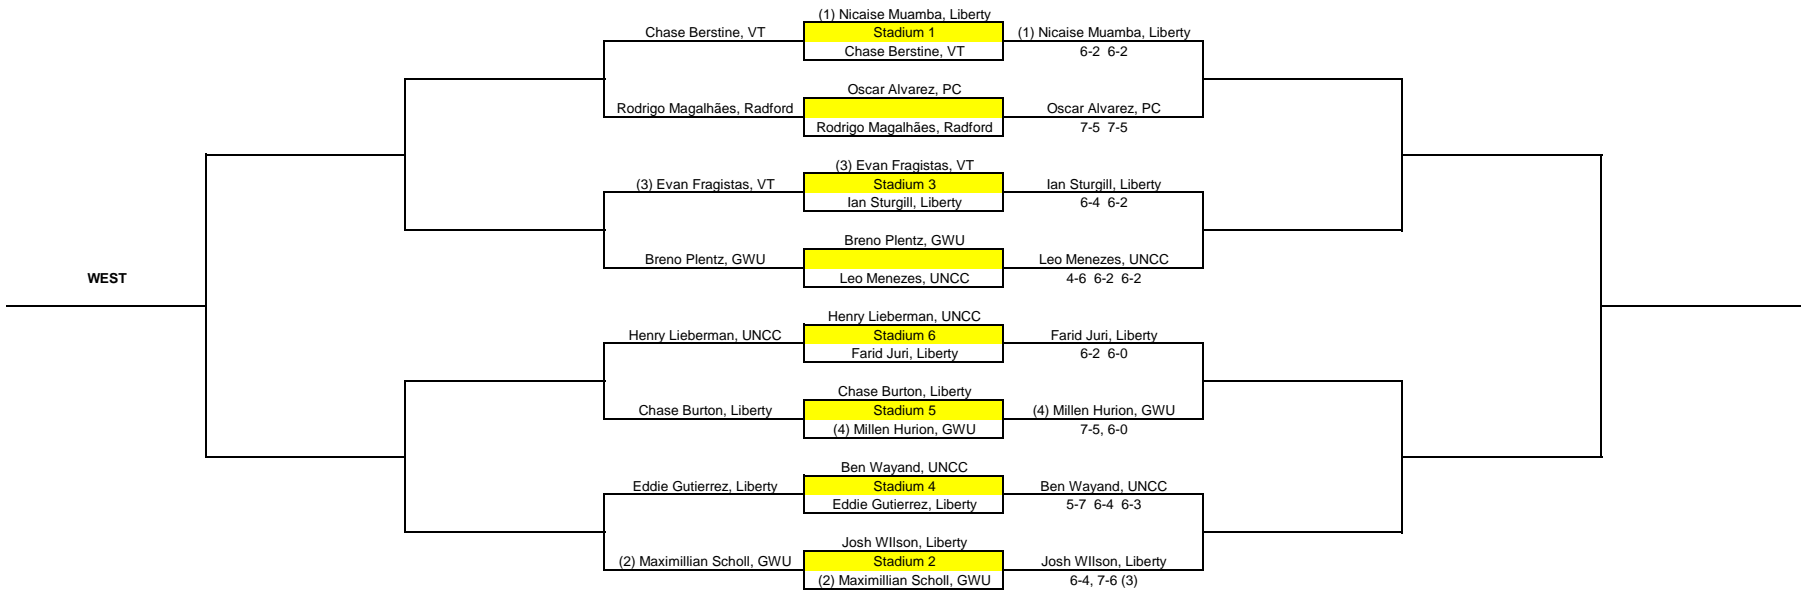 (1) Nicaise Muamba, Liberty
Chase Berstine, VT
Stadium 1
(1) Nicaise Muamba, Liberty
Chase Berstine, VT
6-2 6-2
Oscar Alvarez, PC
Rodrigo Magalhães, Radford
Oscar Alvarez, PC
Rodrigo Magalhães, Radford
7-5 7-5
(3) Evan Fragistas, VT
(3) Evan Fragistas, VT
Stadium 3
Ian Sturgill, Liberty
Ian Sturgill, Liberty
6-4 6-2
Breno Plentz, GWU
Breno Plentz, GWU
Leo Menezes, UNCC
WEST
Leo Menezes, UNCC
4-6 6-2 6-2
Henry Lieberman, UNCC
Henry Lieberman, UNCC
Stadium 6
Farid Juri, Liberty
Farid Juri, Liberty
6-2 6-0
Chase Burton, Liberty
Chase Burton, Liberty
Stadium 5
(4) Millen Hurion, GWU
(4) Millen Hurion, GWU
7-5, 6-0
Ben Wayand, UNCC
Eddie Gutierrez, Liberty
Stadium 4
Ben Wayand, UNCC
Eddie Gutierrez, Liberty
5-7 6-4 6-3
Josh WIlson, Liberty
(2) Maximillian Scholl, GWU
Stadium 2
Josh WIlson, Liberty
(2) Maximillian Scholl, GWU
6-4, 7-6 (3)